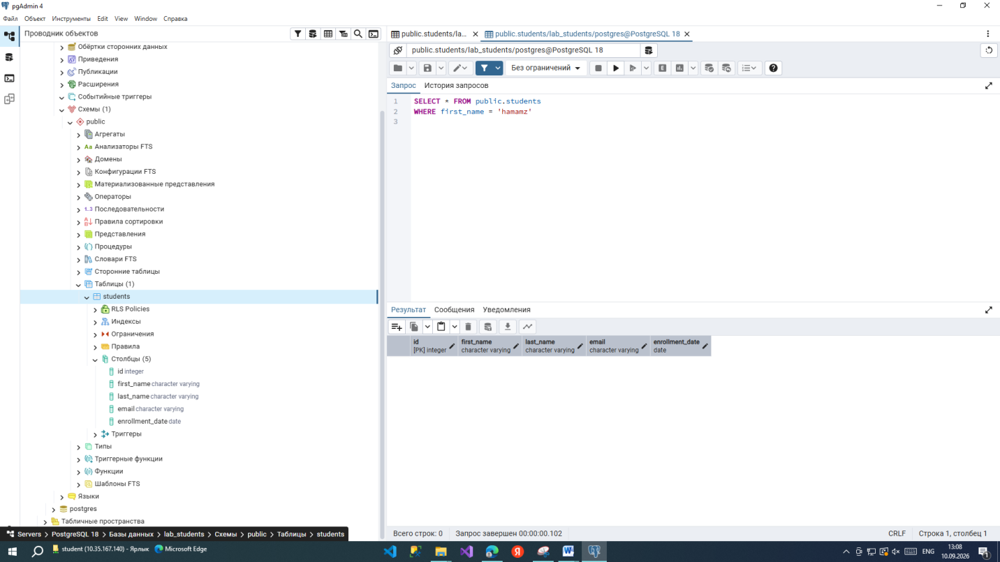 pgAdmin 4
Файл Объект Инструменты Edit View Window Справка
Проводник объектов
Обёртки сторонних данных
Приведения
Публикации
Расширения
Событийные триггеры
Схемы (1)
public
Агрегаты
Aa Анализаторы FTS
Домены
Конфигурации FTS
Материализованные представления
Операторы
1..3 Последовательности
Правила сортировки
Представления
Процедуры
Словари FTS
Сторонние таблицы
Таблицы (1)
students
RLS Policies
Индексы
Ограничения
Правила
Столбцы (5)
id integer
first_name character varying
last_name character varying
email character varying
enrollment_date date
Триггеры
Типы
Триггерные функции
Функции
Шаблоны FTS
Языки
postgres
Табличные пространства
Servers > PostgreSQL 18 > Базы данных > lab_students > Схемы > public > Таблицы > students
public.students/la... public.students/lab_students/postgres@PostgreSQL 18
public.students/lab_students/postgres@PostgreSQL 18
Без ограничений
Запрос История запросов
1 SELECT * FROM public.students
2 WHERE first_name = 'hamamz'
3
Результат Сообщения Уведомления
id first_name last_name email enrollment_date
[PK] integer character varying character varying character varying date
Всего строк: 0 Запрос завершен 00:00:00.102 CRLF Строка 1, столбец 1
student (10.35.167.140) - Ярлык Microsoft Edge ENG 13:08
10.09.2026